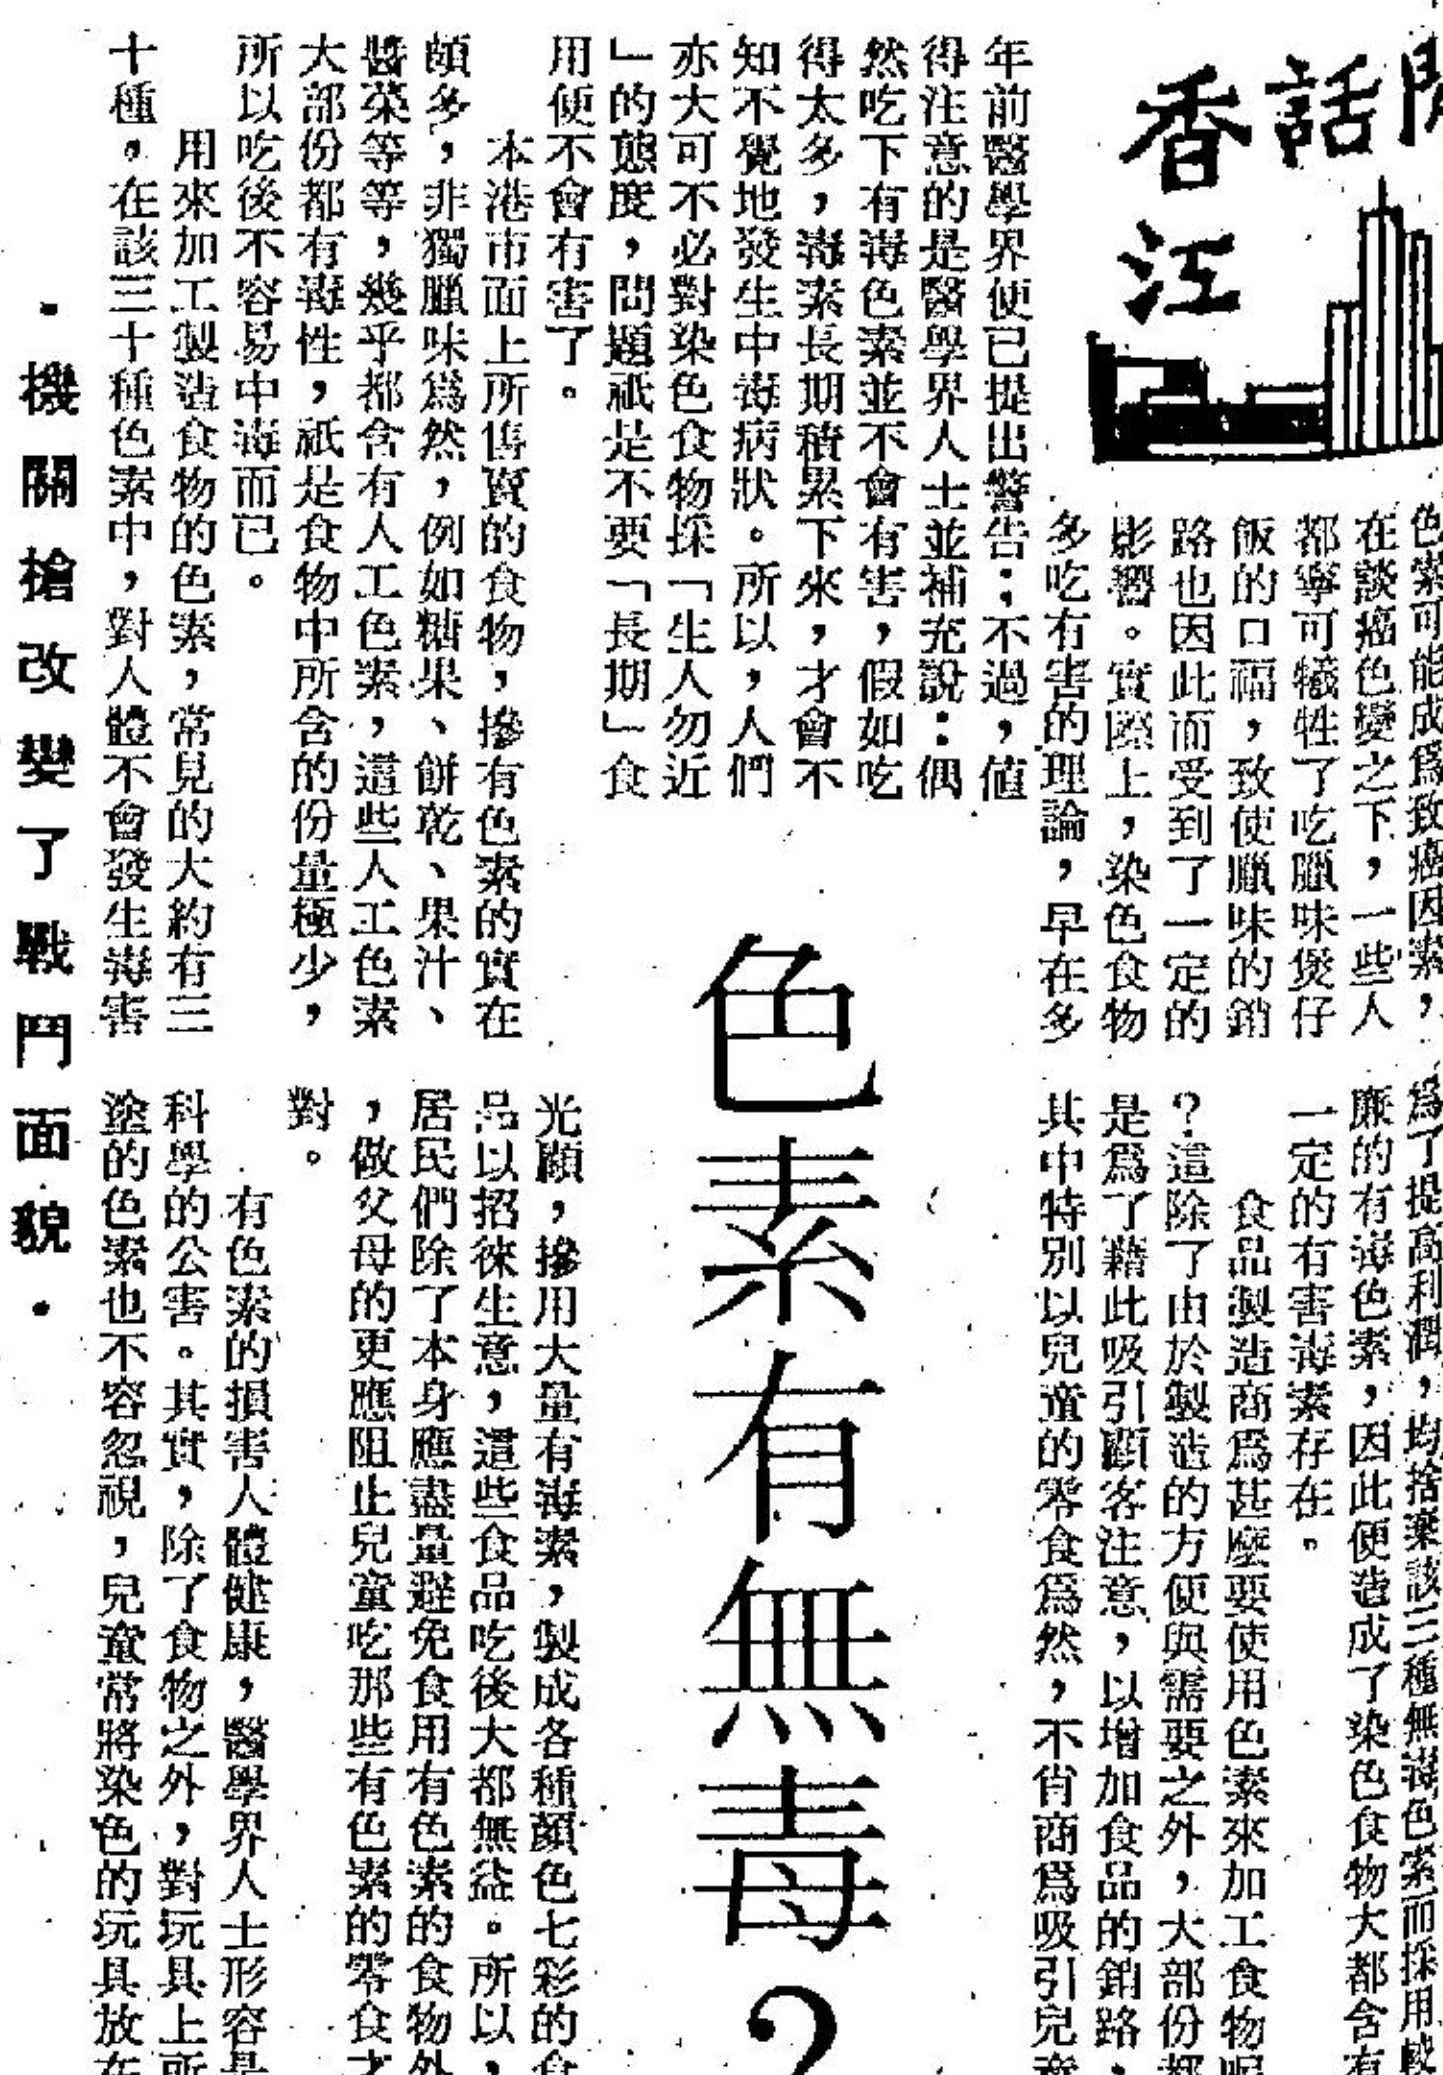 話
香江
色素可能成爲致癌因素，
在談癌色變之下，一些人
都寧可犧牲了吃臘味煲仔
飯的口福，致使臘味的銷
路也因此而受到了一定的
影響。實際上，染色食物
多吃有害的理論，早在多
年前醫學界便已提出警告；不過，值
得注意的是醫學界人士並補充說：偶
然吃下有毒色素並不會有害，假如吃
得太多，毒素長期積累下來，才會不
知不覺地發生中毒病狀。所以，人們
亦大可不必對染色食物採「生人勿近
」的態度，問題祇是不要「長期」食
用便不會有害了。
本港市面上所售賣的食物，摻有色素的實在
頗多，非獨臘味爲然，例如糖果、餅乾、果汁、
醬菜等等，幾乎都含有人工色素，這些人工色素
大部份都有毒性，祇是食物中所含的份量極少，
所以吃後不容易中毒而已。
用來加工製造食物的色素，常見的大約有三
十種。在該三十種色素中，對人體不會發生毒害
色素有無毒？
爲了提高利潤，均捨棄該三種無毒色素而採用較
廉的有毒色素，因此便造成了染色食物大都含有
一定的有害毒素存在。
食品製造商爲甚麼要使用色素來加工食物呢
？這除了由於製造的方便與需要之外，大部份都
是爲了藉此吸引顧客注意，以增加食品的銷路，
其中特別以兒童的零食爲然，不肖商爲吸引兒童
光顧，摻用大量有毒素，製成各種顏色七彩的食
品以招徠生意，這些食品吃後大都無益。所以，
居民們除了本身應盡量避免食用有色素的食物外
，做父母的更應阻止兒童吃那些有色素的零食才
對。
有色素的損害人體健康，醫學界人士形容是
科學的公害。其實，除了食物之外，對玩具上所
塗的色素也不容忽視，兒童常將染色的玩具放在
・機關槍改變了戰鬥面貌・